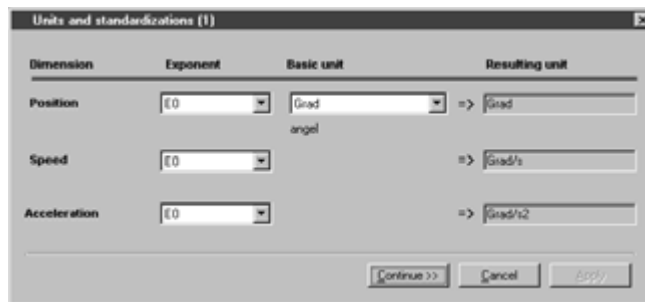 Units and standardizations (1)
Dimension Exponent Basic unit Resulting unit
Position E0 Grad => Grad
angel
Speed E0 => Grad/s
Acceleration E0 => Grad/s2
Continue >> Cancel Apply